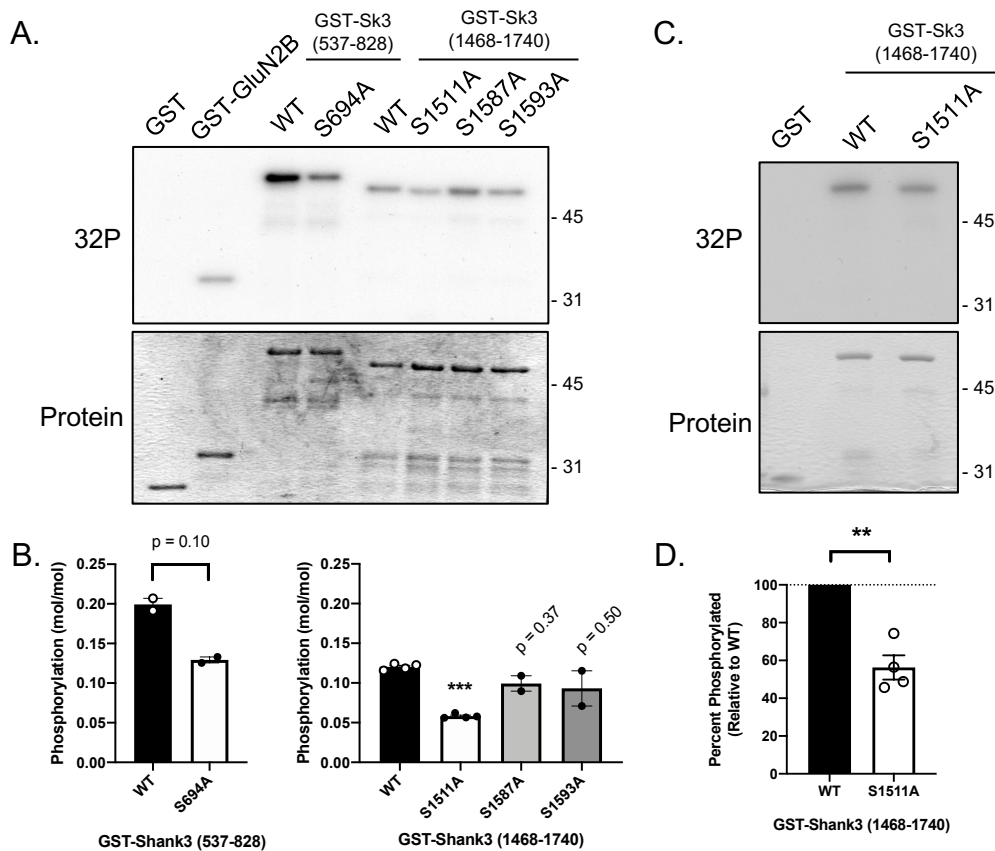 A.
GST-Sk3
(537-828)
GST-Sk3
(1468-1740)
GST
GST-GluN2B
WT
S694A
WT
S1511A
S1587A
S1593A
32P
- 45
- 31
Protein
- 45
- 31
C.
GST-Sk3
(1468-1740)
GST
WT
S1511A
32P
- 45
- 31
Protein
- 45
- 31
B.
p = 0.10
Phosphorylation (mol/mol)
0.25
0.20
0.15
0.10
0.05
0.00
WT
S694A
GST-Shank3 (537-828)
Phosphorylation (mol/mol)
0.25
0.20
0.15
0.10
0.05
0.00
***
p = 0.37
p = 0.50
WT
S1511A
S1587A
S1593A
GST-Shank3 (1468-1740)
D.
**
Percent Phosphorylated
(Relative to WT)
100
80
60
40
20
0
WT
S1511A
GST-Shank3 (1468-1740)